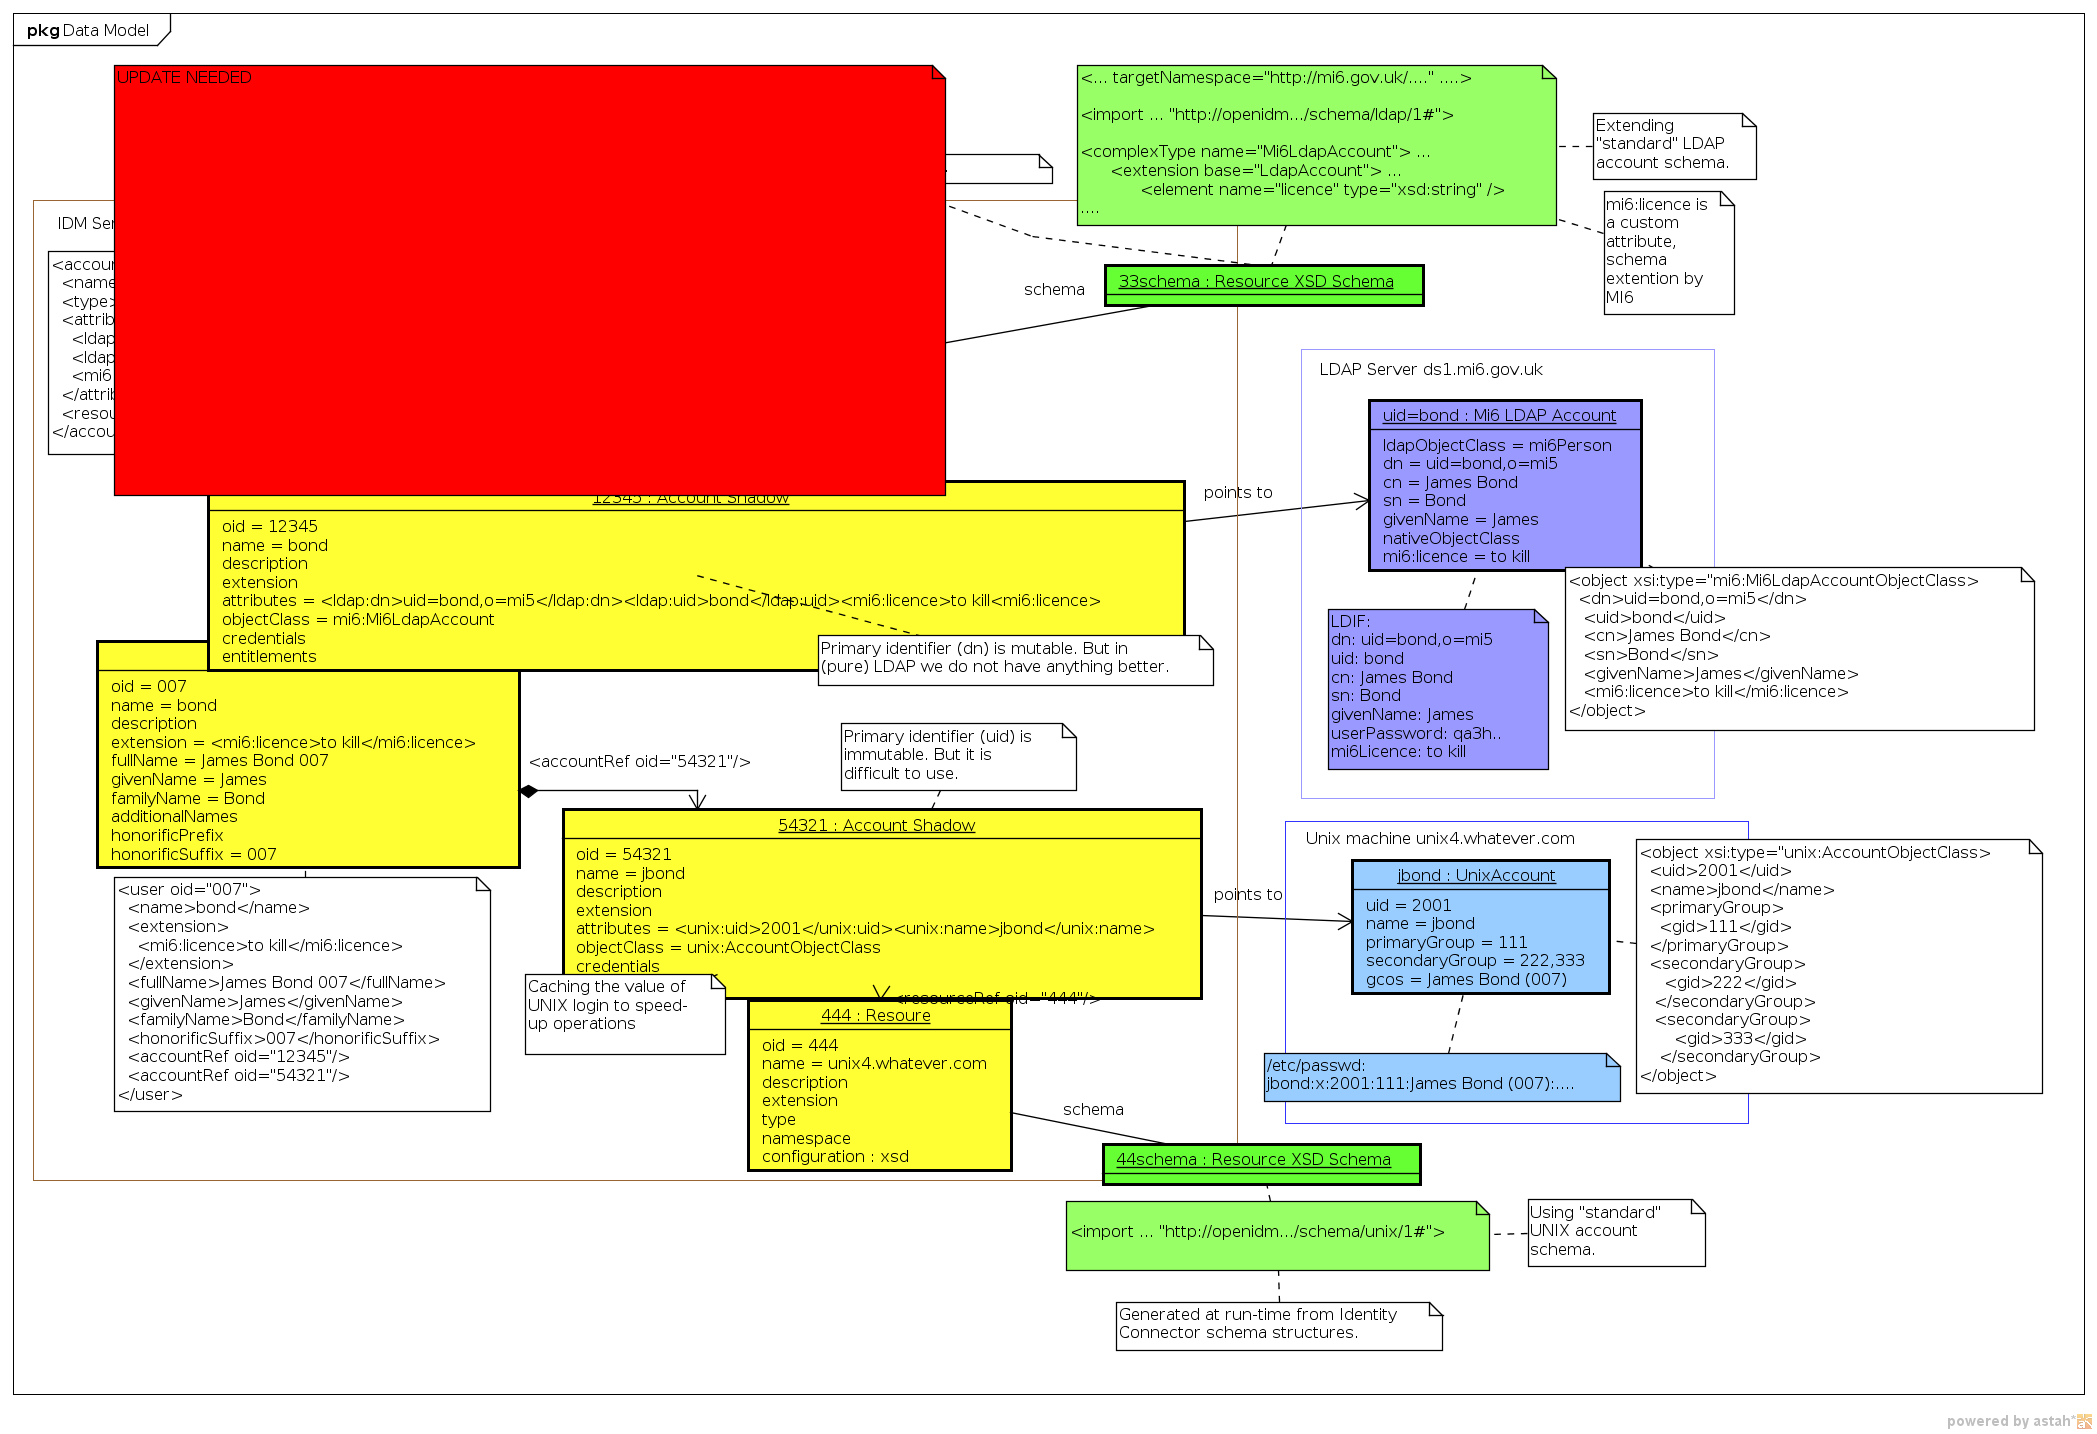 pkg Data Model
UPDATE NEEDED
<... targetNamespace="http://mi6.gov.uk/...." ....>
<import ... "http://openidm.../schema/ldap/1#">
<complexType name="Mi6LdapAccount"> ...
<extension base="LdapAccount"> ...
<element name="licence" type="xsd:string" />
....
Extending
"standard" LDAP
account schema.
mi6:licence is
a custom
attribute,
schema
extention by
MI6
IDM Ser
<accour
<name
<type>
<attrib
<ldap
<ldap
<mi6
</attrib
<resou
</accou
schema
33schema : Resource XSD Schema
LDAP Server ds1.mi6.gov.uk
uid=bond : Mi6 LDAP Account
ldapObjectClass = mi6Person
dn = uid=bond,o=mi5
cn = James Bond
sn = Bond
givenName = James
nativeObjectClass
mi6:licence = to kill
points to
12345 : Account Shadow
oid = 12345
name = bond
description
extension
attributes = <ldap:dn>uid=bond,o=mi5</ldap:dn><ldap:uid>bond</ldap:uid><mi6:licence>to kill<mi6:licence>
objectClass = mi6:Mi6LdapAccount
credentials
entitlements
Primary identifier (dn) is mutable. But in
(pure) LDAP we do not have anything better.
<object xsi:type="mi6:Mi6LdapAccountObjectClass>
<dn>uid=bond,o=mi5</dn>
<uid>bond</uid>
<cn>James Bond</cn>
<sn>Bond</sn>
<givenName>James</givenName>
<mi6:licence>to kill</mi6:licence>
</object>
LDIF:
dn: uid=bond,o=mi5
uid: bond
cn: James Bond
sn: Bond
givenName: James
userPassword: qa3h..
mi6Licence: to kill
oid = 007
name = bond
description
extension = <mi6:licence>to kill</mi6:licence>
fullName = James Bond 007
givenName = James
familyName = Bond
additionalNames
honorificPrefix
honorificSuffix = 007
<accountRef oid="54321"/>
Primary identifier (uid) is
immutable. But it is
difficult to use.
54321 : Account Shadow
oid = 54321
name = jbond
description
extension
attributes = <unix:uid>2001</unix:uid><unix:name>jbond</unix:name>
objectClass = unix:AccountObjectClass
credentials
points to
Unix machine unix4.whatever.com
jbond : UnixAccount
uid = 2001
name = jbond
primaryGroup = 111
secondaryGroup = 222,333
gcos = James Bond (007)
<object xsi:type="unix:AccountObjectClass>
<uid>2001</uid>
<name>jbond</name>
<primaryGroup>
<gid>111</gid>
</primaryGroup>
<secondaryGroup>
<gid>222</gid>
</secondaryGroup>
<secondaryGroup>
<gid>333</gid>
</secondaryGroup>
</object>
/etc/passwd:
jbond:x:2001:111:James Bond (007):....
<user oid="007">
<name>bond</name>
<extension>
<mi6:licence>to kill</mi6:licence>
</extension>
<fullName>James Bond 007</fullName>
<givenName>James</givenName>
<familyName>Bond</familyName>
<honorificSuffix>007</honorificSuffix>
<accountRef oid="12345"/>
<accountRef oid="54321"/>
</user>
Caching the value of
UNIX login to speed-
up operations
<resourceRef oid="444"/>
444 : Resoure
oid = 444
name = unix4.whatever.com
description
extension
type
namespace
configuration : xsd
schema
44schema : Resource XSD Schema
<import ... "http://openidm.../schema/unix/1#">
Using "standard"
UNIX account
schema.
Generated at run-time from Identity
Connector schema structures.
powered by astah*